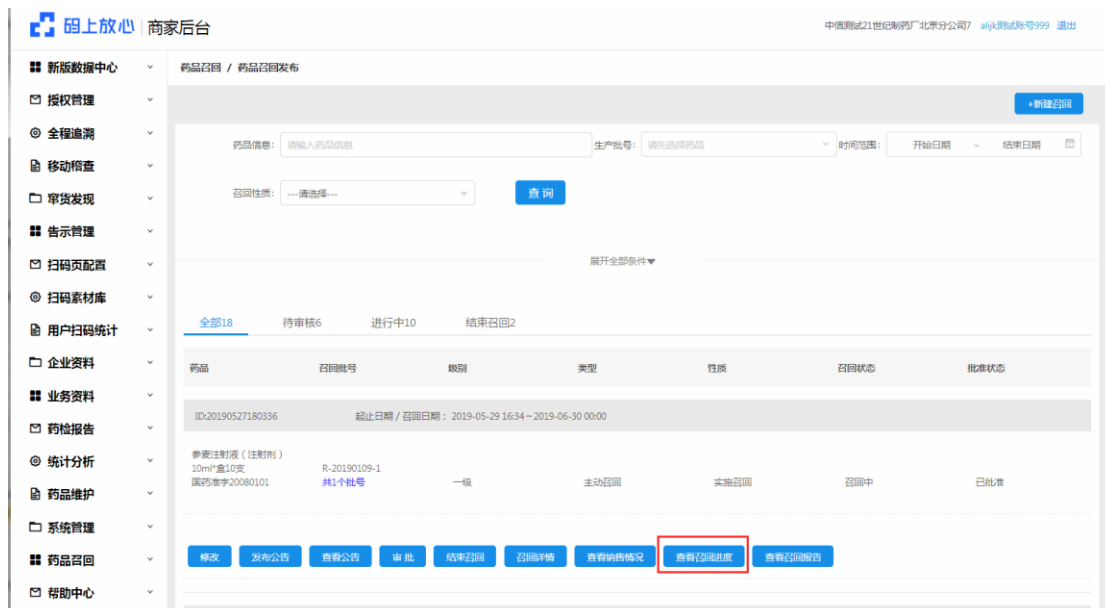 码上放心 商家后台
中信测试21世纪制药厂北京分公司7 alijk测试账号999 退出
新版数据中心
授权管理
全程追溯
移动稽查
窜货发现
告示管理
扫码页配置
扫码素材库
用户扫码统计
企业资料
业务资料
药检报告
统计分析
药品维护
系统管理
药品召回
帮助中心
药品召回 / 药品召回发布
+新建召回
药品信息: 请输入药品信息 生产批号: 请先选择药品 时间范围: 开始日期 ~ 结束日期
召回性质: ---请选择--- 查 询
展开全部条件▼
全部18 待审核6 进行中10 结束召回2
药品 召回批号 级别 类型 性质 召回状态 批准状态
ID:20190527180336 起止日期 / 召回日期： 2019-05-29 16:34 ~ 2019-06-30 00:00
参麦注射液（注射剂）
10ml*盒10支 R-20190109-1
国药准字20080101 共1个批号 一级 主动召回 实施召回 召回中 已批准
修改 发布公告 查看公告 审 批 结束召回 召回详情 查看销售情况 查看召回进度 查看召回报告